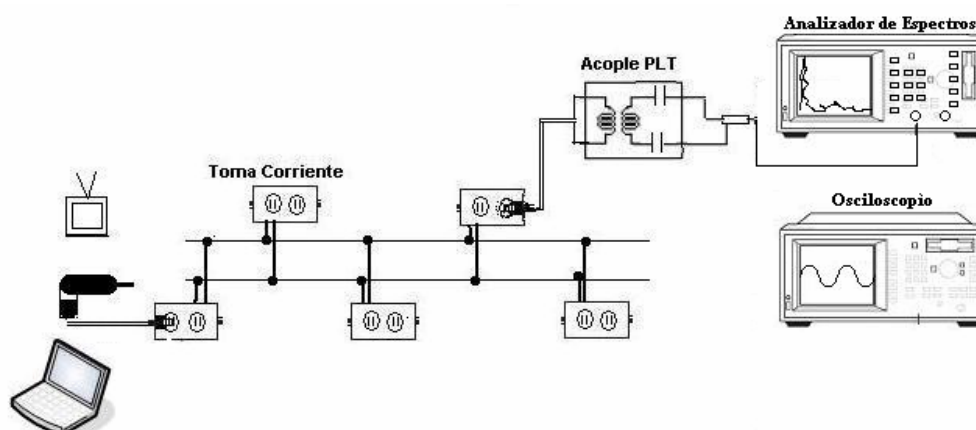 Analizador de Espectros
Acople PLT
Toma Corriente
Osciloscopio